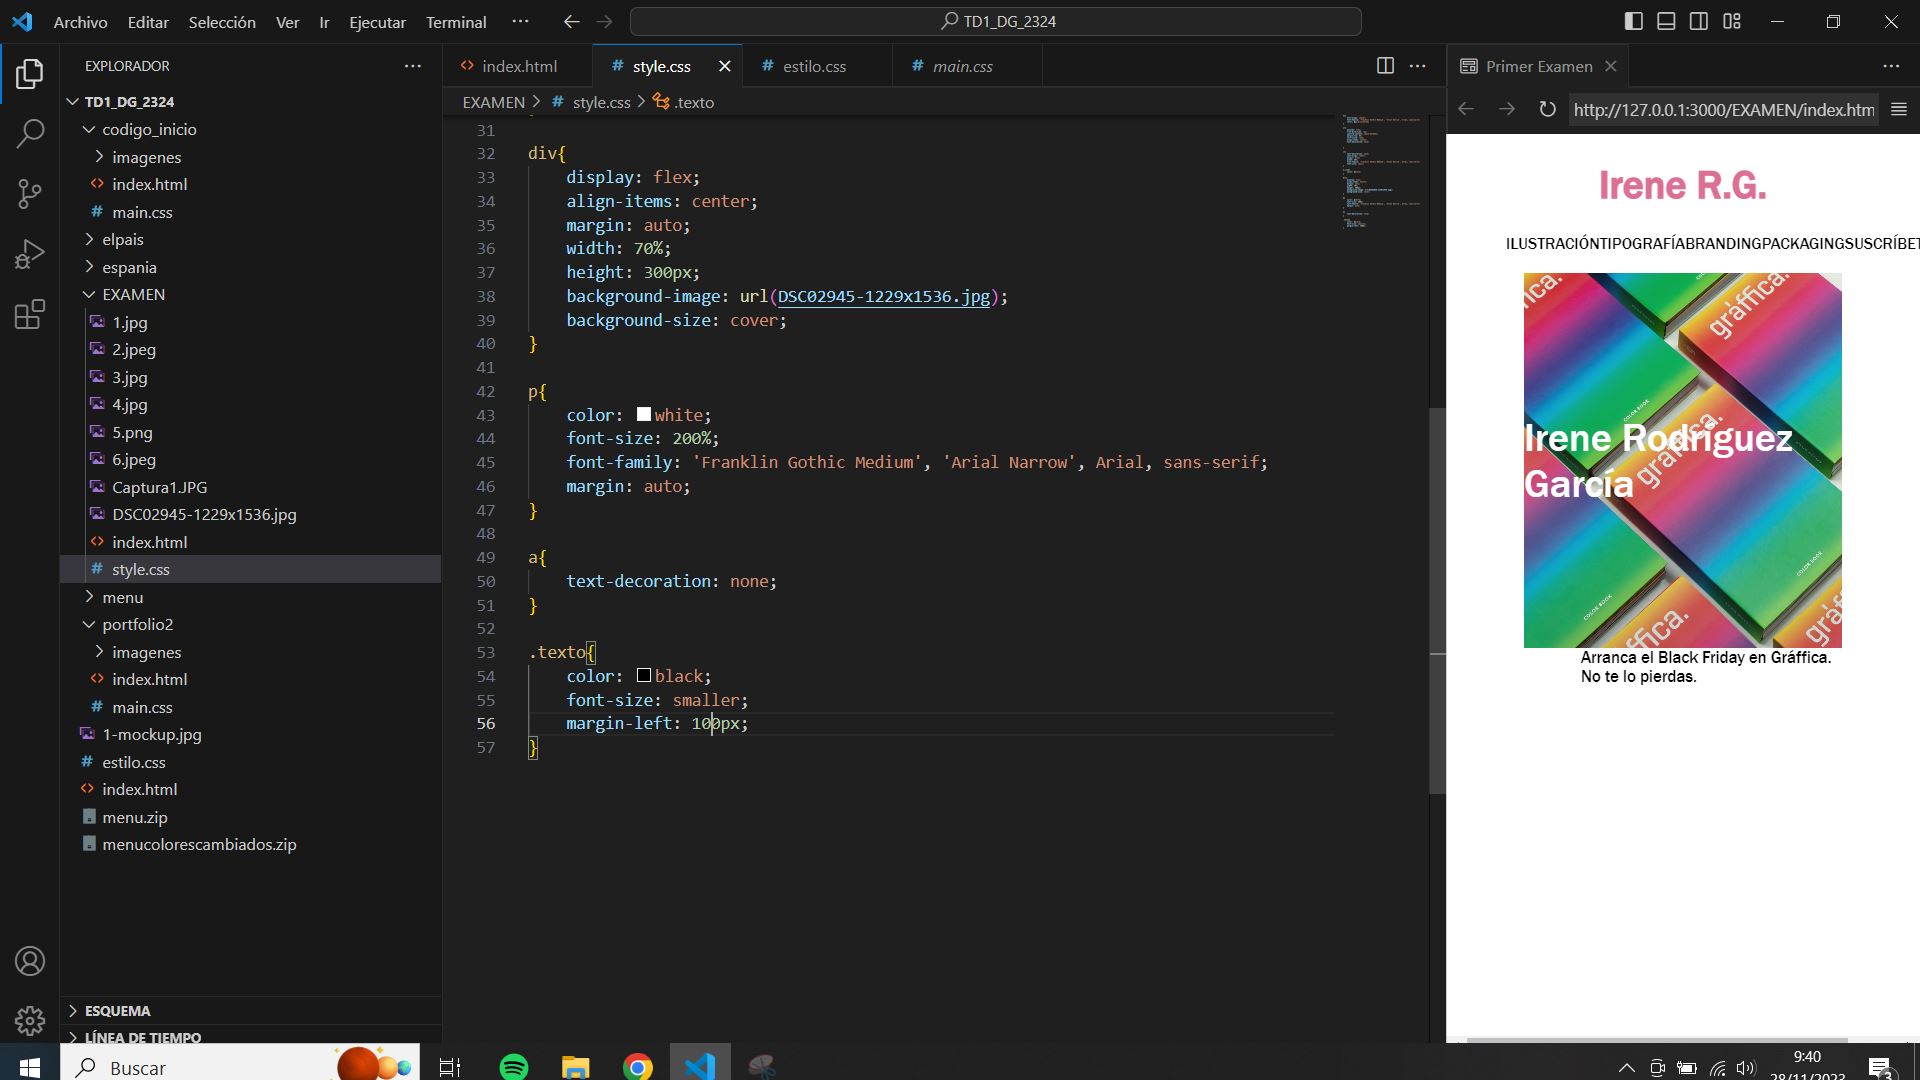 Archivo Editar Selección Ver Ir Ejecutar Terminal ··· TD1_DG_2324
EXPLORADOR ···
TD1_DG_2324
codigo_inicio
imagenes
index.html
main.css
elpais
espania
EXAMEN
1.jpg
2.jpeg
3.jpg
4.jpg
5.png
6.jpeg
Captura1.JPG
DSC02945-1229x1536.jpg
index.html
style.css
menu
portfolio2
imagenes
index.html
main.css
1-mockup.jpg
estilo.css
index.html
menu.zip
menucolorescambiados.zip
ESQUEMA
LÍNEA DE TIEMPO
index.html style.css estilo.css main.css
EXAMEN > # style.css > .texto
31
32 div{
33 display: flex;
34 align-items: center;
35 margin: auto;
36 width: 70%;
37 height: 300px;
38 background-image: url(DSC02945-1229x1536.jpg);
39 background-size: cover;
40 }
41
42 p{
43 color: white;
44 font-size: 200%;
45 font-family: 'Franklin Gothic Medium', 'Arial Narrow', Arial, sans-serif;
46 margin: auto;
47 }
48
49 a{
50 text-decoration: none;
51 }
52
53 .texto{
54 color: black;
55 font-size: smaller;
56 margin-left: 100px;
57 }
Primer Examen
http://127.0.0.1:3000/EXAMEN/index.htm
Irene R.G.
ILUSTRACIÓNTIPOGRAFÍABRANDINGPACKAGINGSUSCRÍBET
gráffica.
gráffica.
COLOR BOOK
Irene Rodríguez
García
COLOR BOOK
COLOR BOOK
Arranca el Black Friday en Gráffica.
No te lo pierdas.
Buscar
9:40
28/11/2023
3